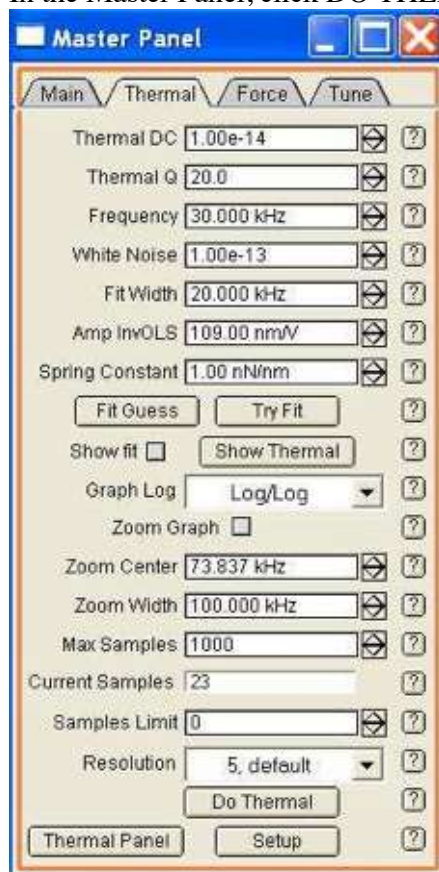 In the Master Panel, click DO THE
Master Panel
Main Thermal Force Tune
Thermal DC 1.00e-14 ?
Thermal Q 20.0 ?
Frequency 30.000 kHz ?
White Noise 1.00e-13 ?
Fit Width 20.000 kHz ?
Amp InvOLS 109.00 nm/V ?
Spring Constant 1.00 nN/nm ?
Fit Guess Try Fit ?
Show fit Show Thermal ?
Graph Log Log/Log ?
Zoom Graph ?
Zoom Center 73.837 kHz ?
Zoom Width 100.000 kHz ?
Max Samples 1000 ?
Current Samples 23 ?
Samples Limit 0 ?
Resolution 5, default ?
Do Thermal ?
Thermal Panel Setup ?